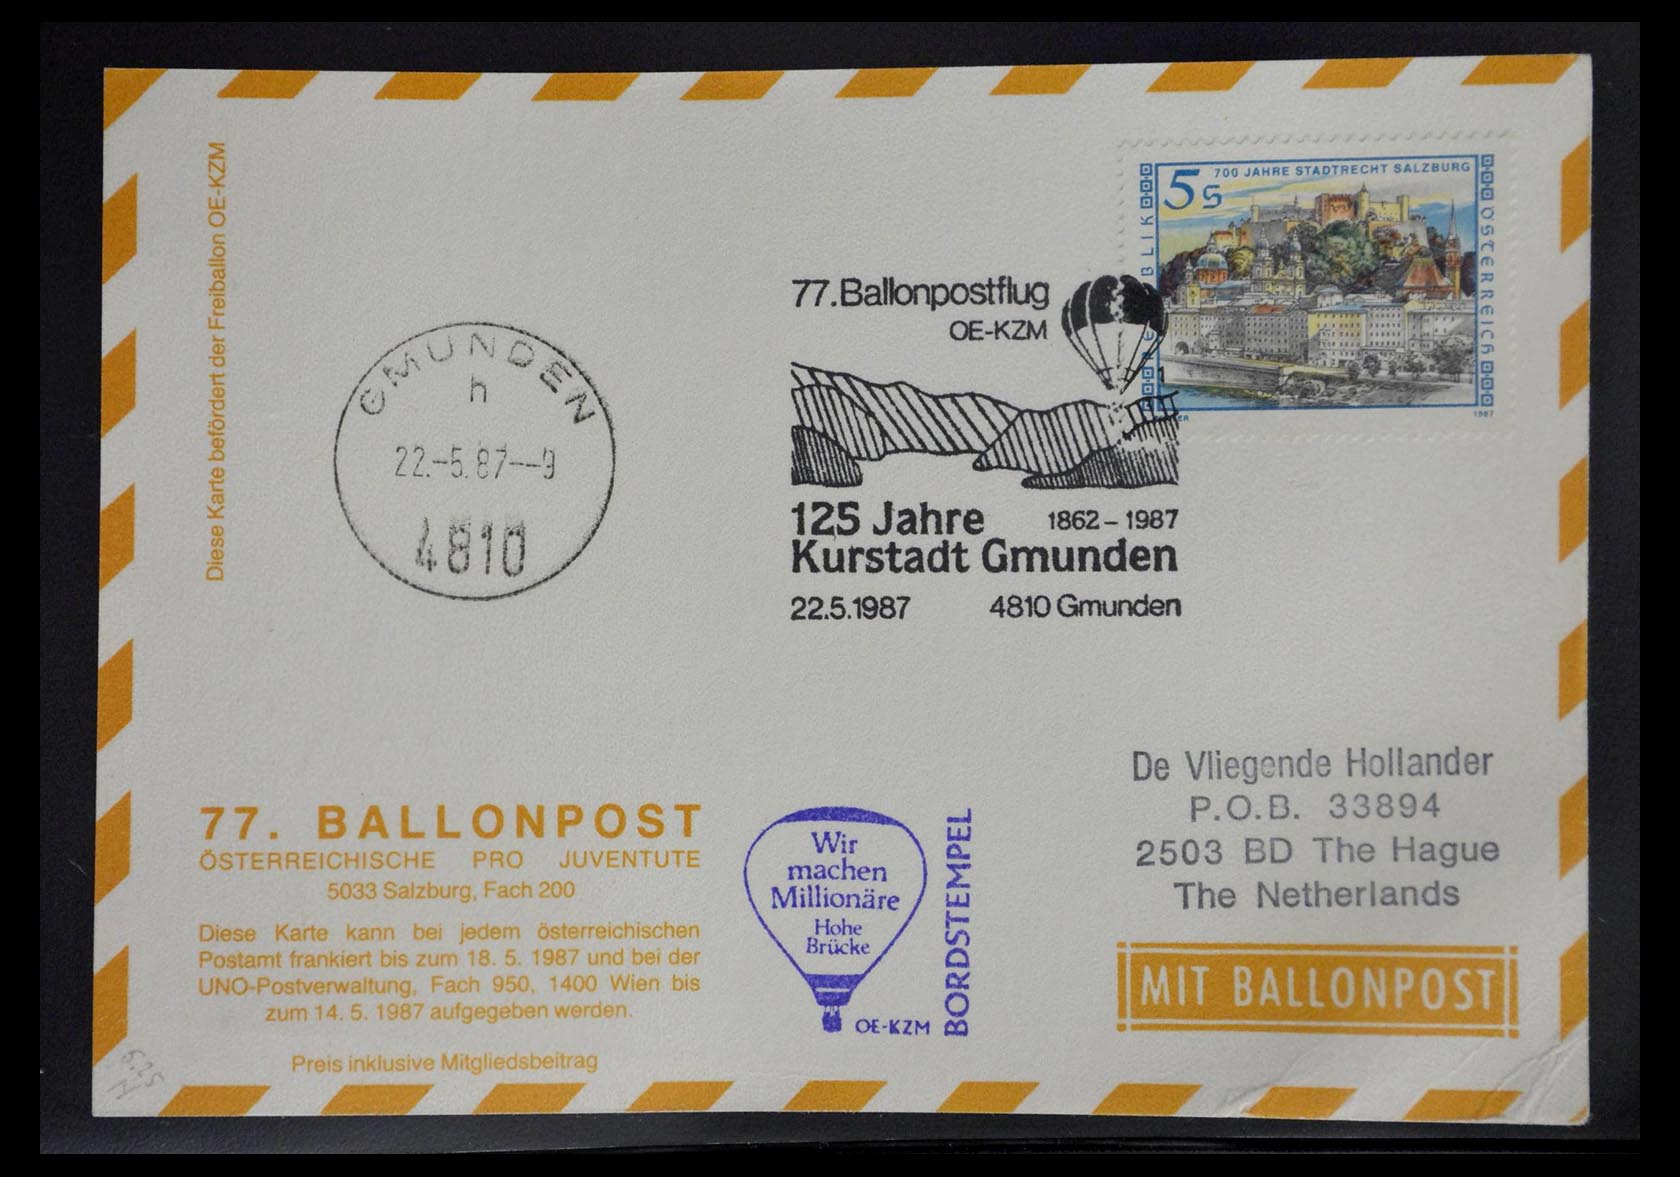 Diese Karte befördert der Freiballon OE-KZM
700 JAHRE STADTRECHT SALZBURG
5 S
ÖSTERREICH
1987
77. Ballonpostflug
OE-KZM
125 Jahre 1862 – 1987
Kurstadt Gmunden
22.5.1987 4810 Gmunden
GMUNDEN
h
22.-5.87--9
4810
De Vliegende Hollander
P.O.B. 33894
2503 BD The Hague
The Netherlands
MIT BALLONPOST
77. BALLONPOST
ÖSTERREICHISCHE PRO JUVENTUTE
5033 Salzburg, Fach 200
Diese Karte kann bei jedem österreichischen
Postamt frankiert bis zum 18. 5. 1987 und bei der
UNO-Postverwaltung, Fach 950, 1400 Wien bis
zum 14. 5. 1987 aufgegeben werden.
Preis inklusive Mitgliedsbeitrag
Wir
machen
Millionäre
Hohe
Brücke
OE-KZM
BORDSTEMPEL